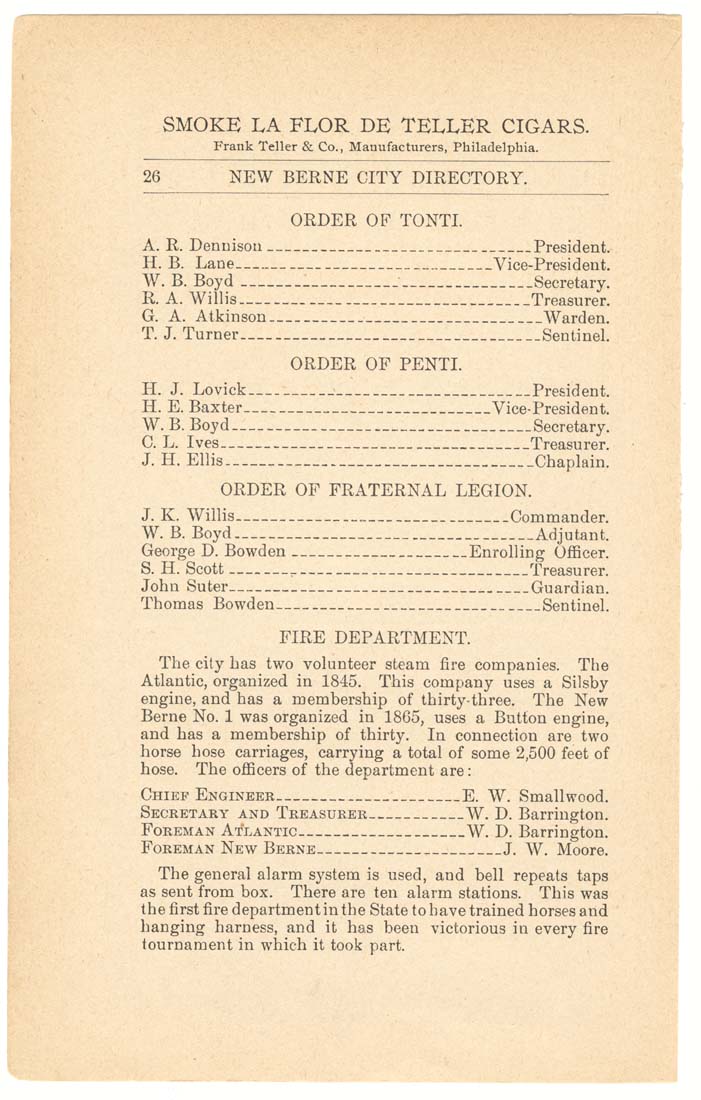 SMOKE LA FLOR DE TELLER CIGARS.
Frank Teller & Co., Manufacturers, Philadelphia.
26 NEW BERNE CITY DIRECTORY.
ORDER OF TONTI.
A. R. Dennison ------------------------------ President.
H. B. Lane ------------------------------ Vice-President.
W. B. Boyd ------------------------------ Secretary.
R. A. Willis ------------------------------ Treasurer.
G. A. Atkinson ------------------------------ Warden.
T. J. Turner ------------------------------ Sentinel.
ORDER OF PENTI.
H. J. Lovick ------------------------------ President.
H. E. Baxter ------------------------------ Vice-President.
W. B. Boyd ------------------------------ Secretary.
C. L. Ives ------------------------------ Treasurer.
J. H. Ellis ------------------------------ Chaplain.
ORDER OF FRATERNAL LEGION.
J. K. Willis ------------------------------ Commander.
W. B. Boyd ------------------------------ Adjutant.
George D. Bowden -------------------- Enrolling Officer.
S. H. Scott ------------------------------ Treasurer.
John Suter ------------------------------ Guardian.
Thomas Bowden ------------------------------ Sentinel.
FIRE DEPARTMENT.
The city has two volunteer steam fire companies. The
Atlantic, organized in 1845. This company uses a Silsby
engine, and has a membership of thirty-three. The New
Berne No. 1 was organized in 1865, uses a Button engine,
and has a membership of thirty. In connection are two
horse hose carriages, carrying a total of some 2,500 feet of
hose. The officers of the department are:
CHIEF ENGINEER -------------------- E. W. Smallwood.
SECRETARY AND TREASURER ----------- W. D. Barrington.
FOREMAN ATLANTIC ------------------ W. D. Barrington.
FOREMAN NEW BERNE -------------------- J. W. Moore.
The general alarm system is used, and bell repeats taps
as sent from box. There are ten alarm stations. This was
the first fire department in the State to have trained horses and
hanging harness, and it has been victorious in every fire
tournament in which it took part.